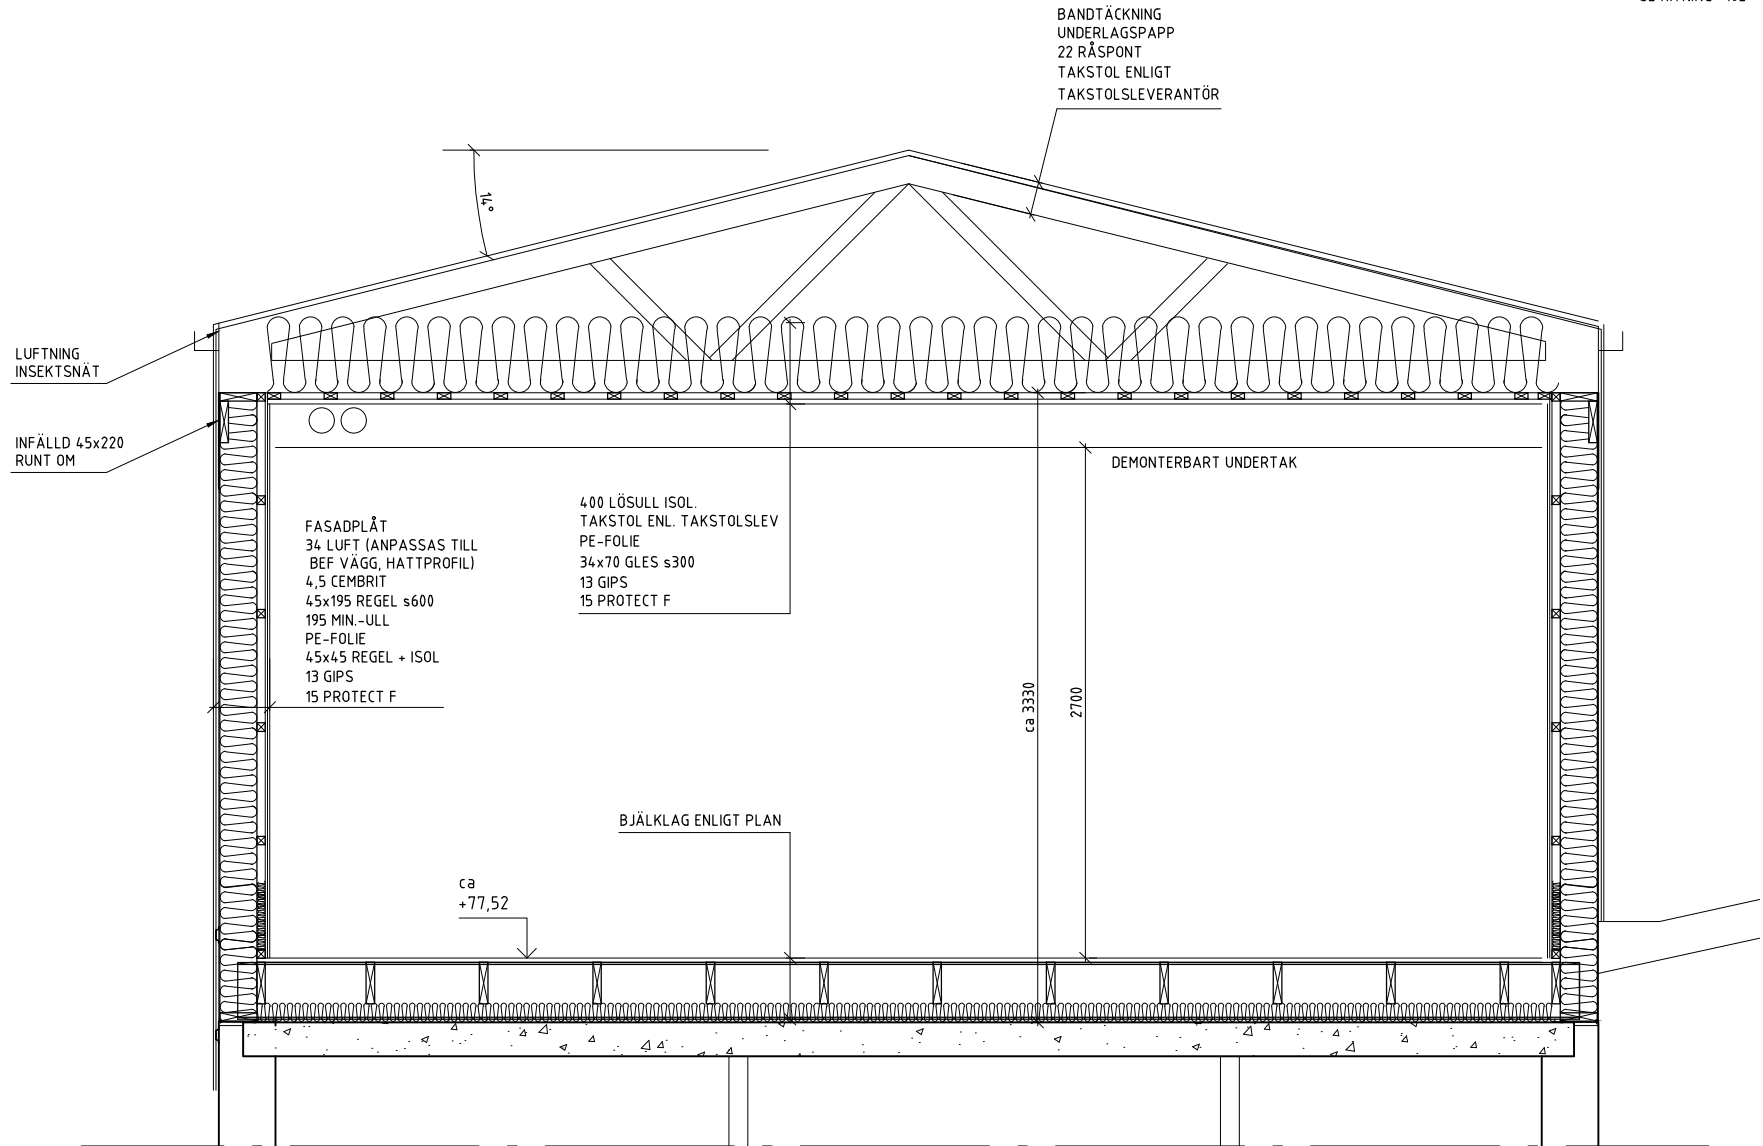 BANDTÄCKNING
UNDERLAGSPAPP
22 RÅSPONT
TAKSTOL ENLIGT
TAKSTOLSLEVERANTÖR
14°
LUFTNING
INSEKTSNÄT
INFÄLLD 45x220
RUNT OM
DEMONTERBART UNDERTAK
FASADPLÅT
34 LUFT (ANPASSAS TILL
BEF VÄGG, HATTPROFIL)
4,5 CEMBRIT
45x195 REGEL s600
195 MIN.-ULL
PE-FOLIE
45x45 REGEL + ISOL
13 GIPS
15 PROTECT F
400 LÖSULL ISOL.
TAKSTOL ENL. TAKSTOLSLEV
PE-FOLIE
34x70 GLES s300
13 GIPS
15 PROTECT F
ca 3330
2700
BJÄLKLAG ENLIGT PLAN
ca
+77,52